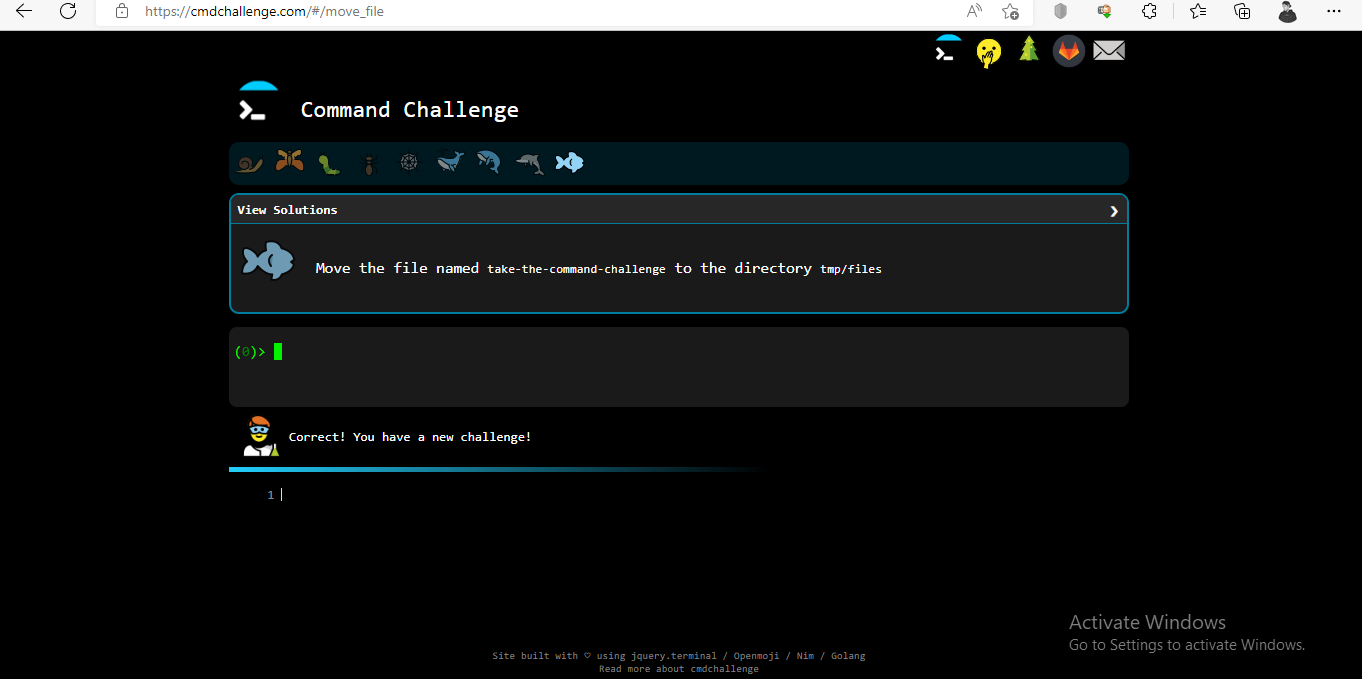 https://cmdchallenge.com/#/move_file
Command Challenge
View Solutions
Move the file named take-the-command-challenge to the directory tmp/files
(0)>
Correct! You have a new challenge!
1
Activate Windows
Go to Settings to activate Windows.
Site built with ♡ using jquery.terminal / Openmoji / Nim / Golang
Read more about cmdchallenge